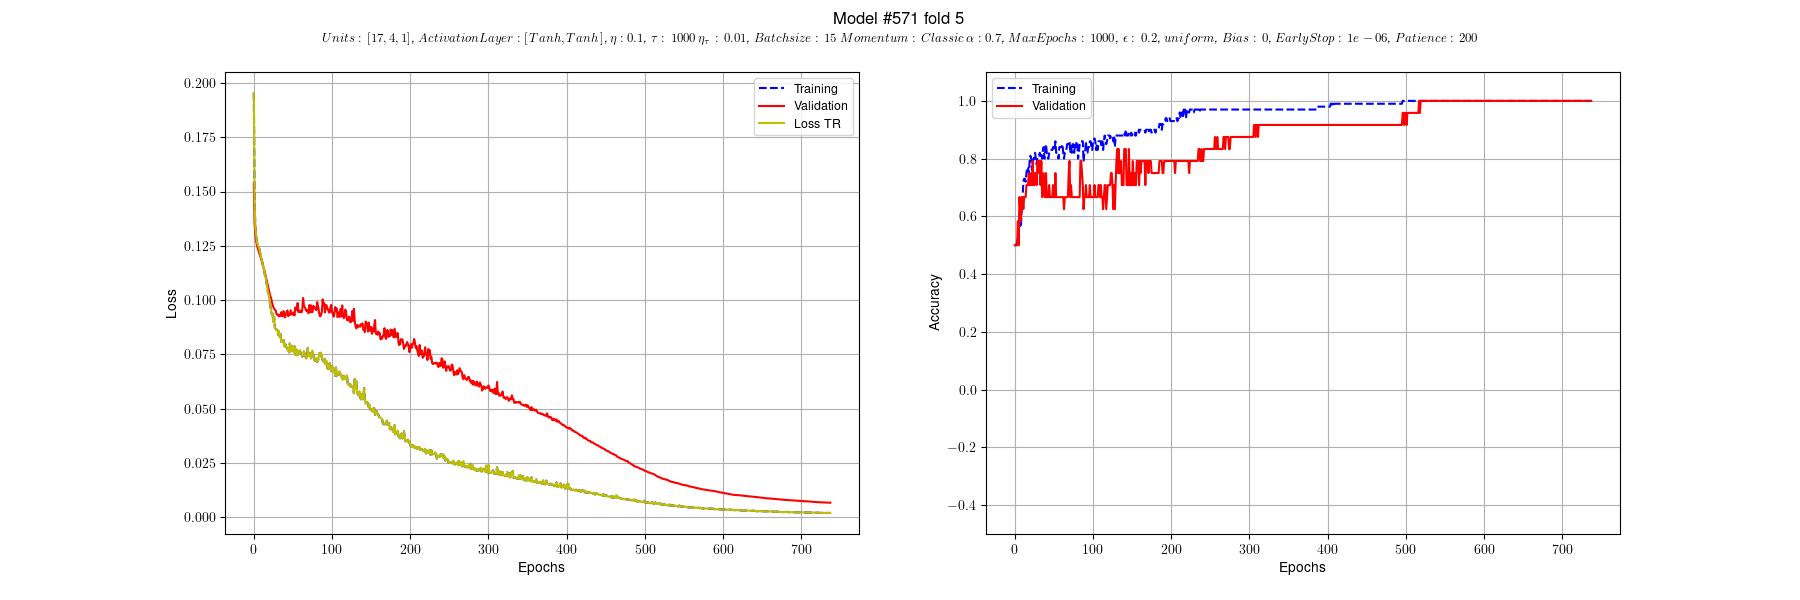 Model #571 fold 5
Units : [17, 4, 1], ActivationLayer : [Tanh, Tanh], η : 0.1, τ : 1000 η_τ : 0.01, Batchsize : 15 Momentum : Classic α : 0.7, MaxEpochs : 1000, ϵ : 0.2, uniform, Bias : 0, EarlyStop : 1e − 06, Patience : 200
0.200
0.175
0.150
0.125
0.100
0.075
0.050
0.025
0.000
Loss
Training
Validation
Loss TR
0 100 200 300 400 500 600 700
Epochs
1.0
0.8
0.6
0.4
0.2
0.0
−0.2
−0.4
Accuracy
Training
Validation
0 100 200 300 400 500 600 700
Epochs